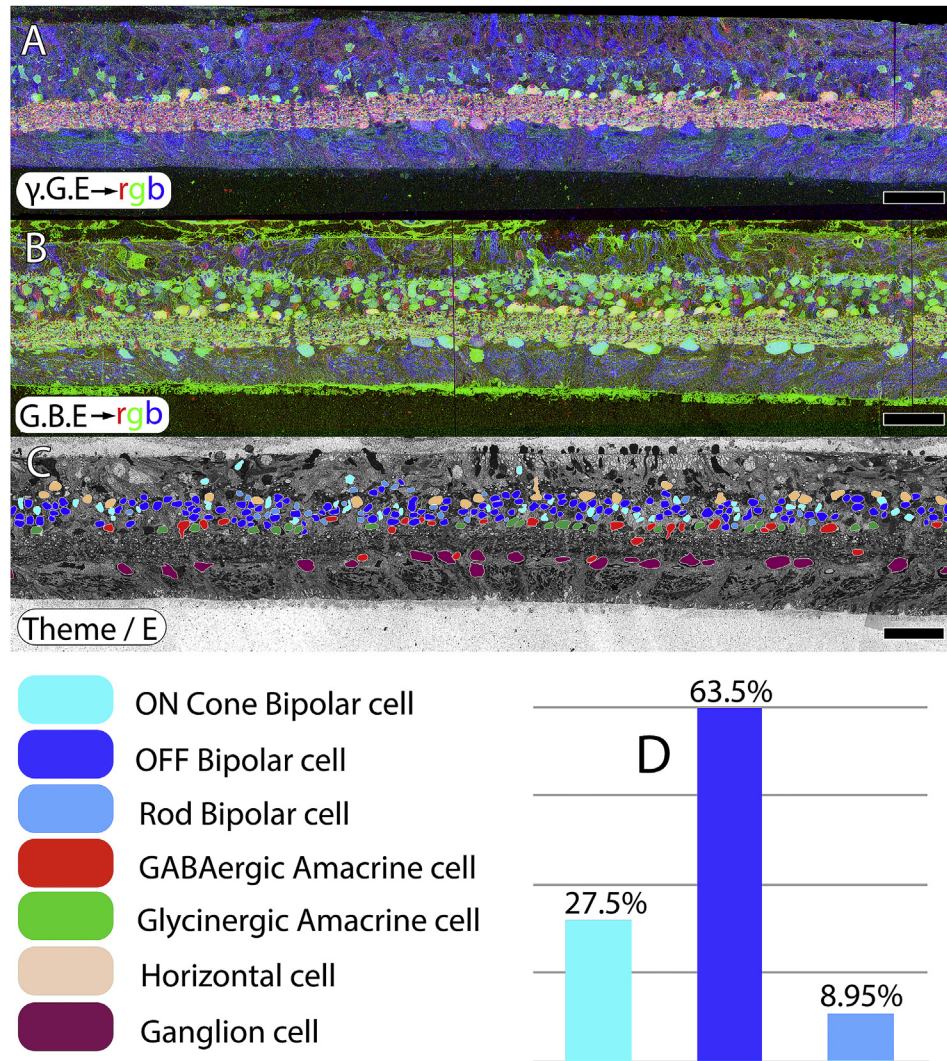 A
γ.G.E→rgb
B
G.B.E→rgb
C
Theme / E
ON Cone Bipolar cell
OFF Bipolar cell
Rod Bipolar cell
GABAergic Amacrine cell
Glycinergic Amacrine cell
Horizontal cell
Ganglion cell
D
63.5%
27.5%
8.95%